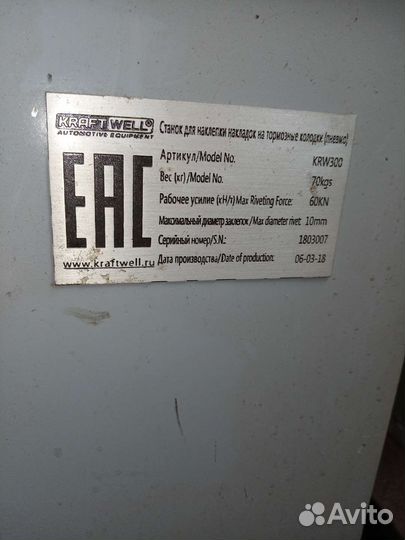 KRAFTWELL®
AUTOMOTIVE EQUIPMENT
Станок для наклепки накладок на тормозные колодки (пневмо)
EAC
Артикул/Model No. KRW300
Вес (кг)/Model No. 70kgs
Рабочее усилие (кН/т) Max Riveting Force: 60KN
Максимальный диаметр заклепок/Max diameter rivet: 10mm
Серийный номер/S.N.: 1803007
www.kraftwell.ru Дата производства/Date of production: 06-03-18
Avito